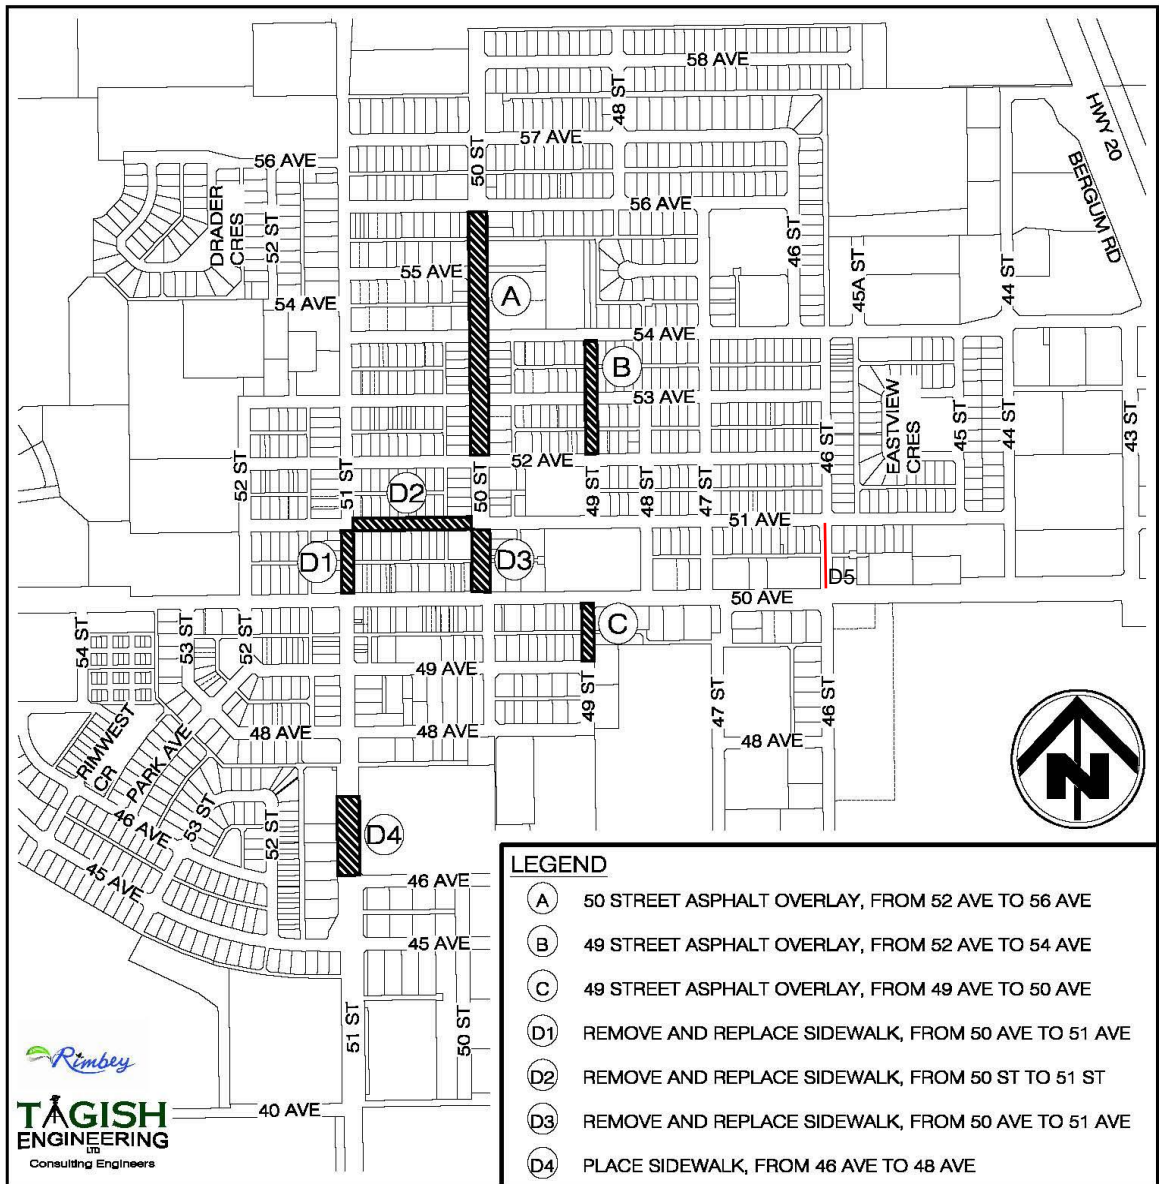 58 AVE
48 ST
HWY 20
57 AVE
50 ST
56 AVE
BERGUM RD
DRADER
CRES
52 ST
56 AVE
46 ST
55 AVE
A
45A ST
44 ST
54 AVE
54 AVE
B
53 AVE
EASTVIEW
CRES
45 ST
44 ST
43 ST
46 ST
52 AVE
52 ST
51 ST
D2
50 ST
49 ST
48 ST
47 ST
51 AVE
D1
D3
D5
50 AVE
C
54 ST
53 ST
52 ST
49 AVE
49 ST
47 ST
46 ST
48 AVE
48 AVE
48 AVE
RIMWEST
CR
PARK AVE
46 AVE
53 ST
52 ST
D4
N
45 AVE
46 AVE
45 AVE
51 ST
50 ST
40 AVE
Rimbey
TAGISH
ENGINEERING
LTD
Consulting Engineers
LEGEND
A 50 STREET ASPHALT OVERLAY, FROM 52 AVE TO 56 AVE
B 49 STREET ASPHALT OVERLAY, FROM 52 AVE TO 54 AVE
C 49 STREET ASPHALT OVERLAY, FROM 49 AVE TO 50 AVE
D1 REMOVE AND REPLACE SIDEWALK, FROM 50 AVE TO 51 AVE
D2 REMOVE AND REPLACE SIDEWALK, FROM 50 ST TO 51 ST
D3 REMOVE AND REPLACE SIDEWALK, FROM 50 AVE TO 51 AVE
D4 PLACE SIDEWALK, FROM 46 AVE TO 48 AVE